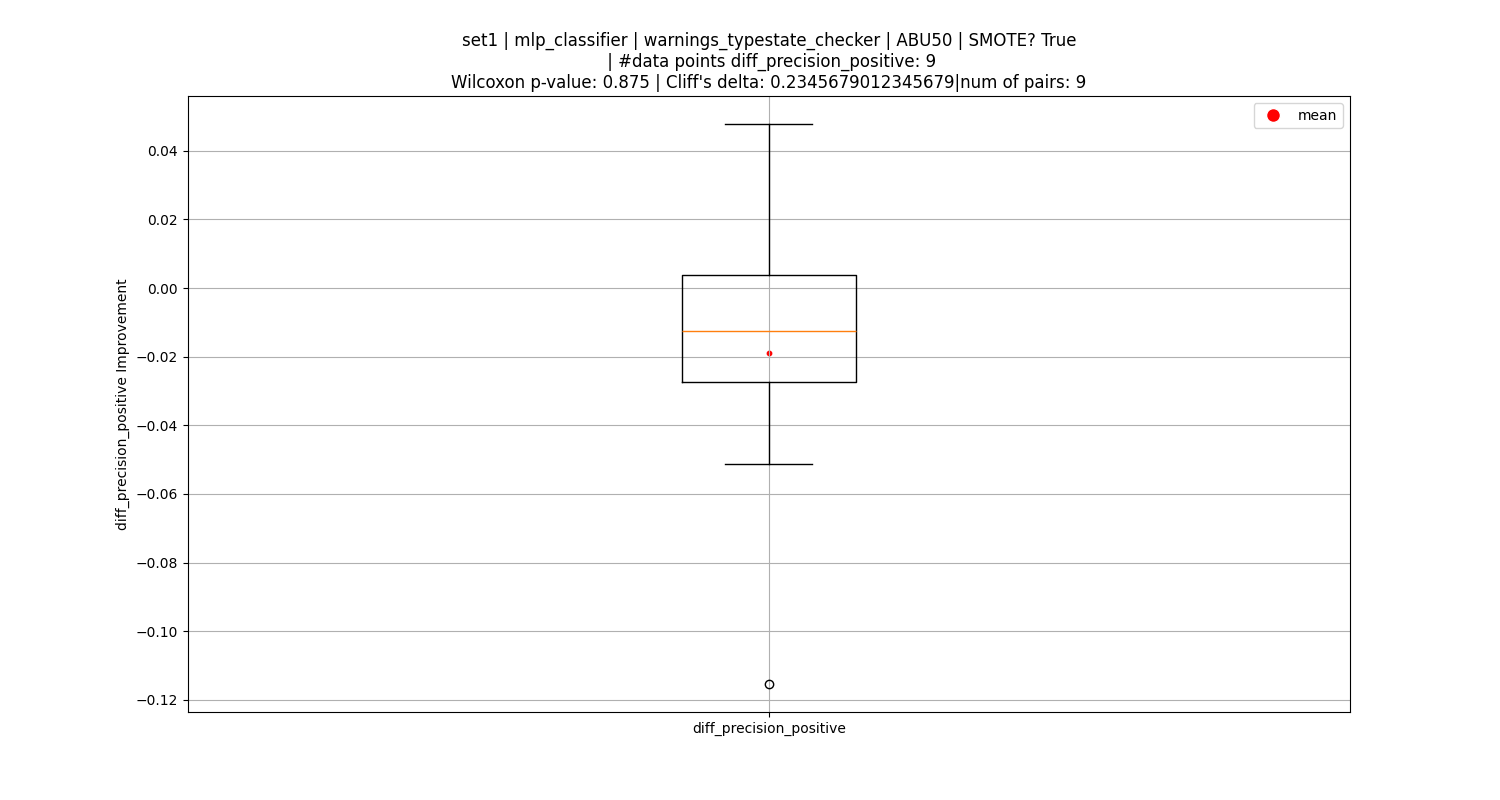 set1 | mlp_classifier | warnings_typestate_checker | ABU50 | SMOTE? True
| #data points diff_precision_positive: 9
Wilcoxon p-value: 0.875 | Cliff's delta: 0.2345679012345679|num of pairs: 9
mean
0.04
0.02
0.00
−0.02
−0.04
−0.06
−0.08
−0.10
−0.12
diff_precision_positive Improvement
diff_precision_positive